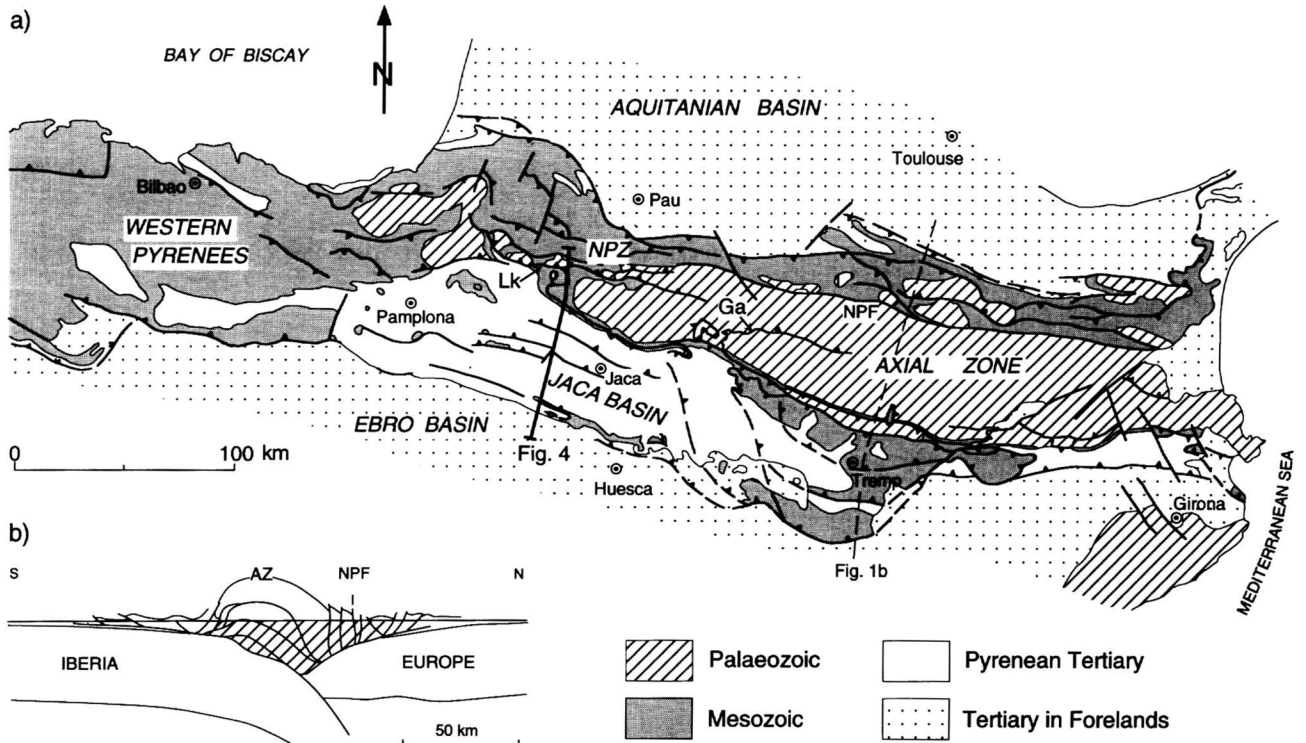 a)
BAY OF BISCAY
N
AQUITANIAN BASIN
Toulouse
Bilbao
Pau
WESTERN
PYRENEES
NPZ
Lk
Pamplona
Ga
NPF
AXIAL ZONE
Jaca
JACA BASIN
EBRO BASIN
0 100 km
Fig. 4
Huesca
Tremp
Girona
Fig. 1b
MEDITERRANEAN SEA
b)
S AZ NPF N
IBERIA EUROPE
50 km
Palaeozoic
Pyrenean Tertiary
Mesozoic
Tertiary in Forelands